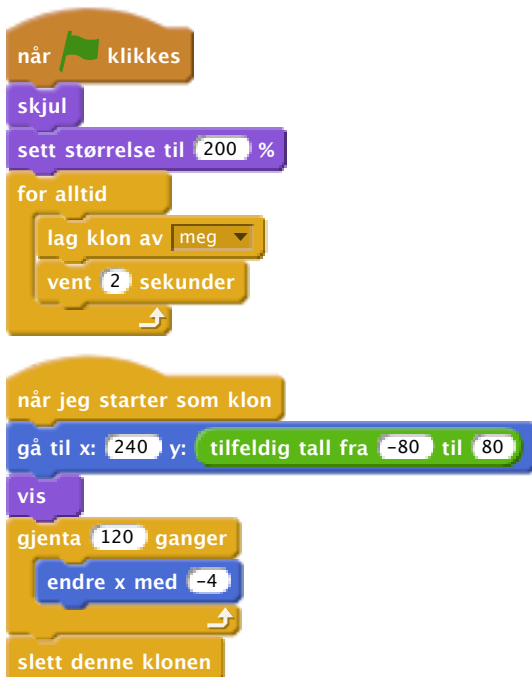 når klikkes
skjul
sett størrelse til 200 %
for alltid
lag klon av meg
vent 2 sekunder
når jeg starter som klon
gå til x: 240 y: tilfeldig tall fra -80 til 80
vis
gjenta 120 ganger
endre x med -4
slett denne klonen